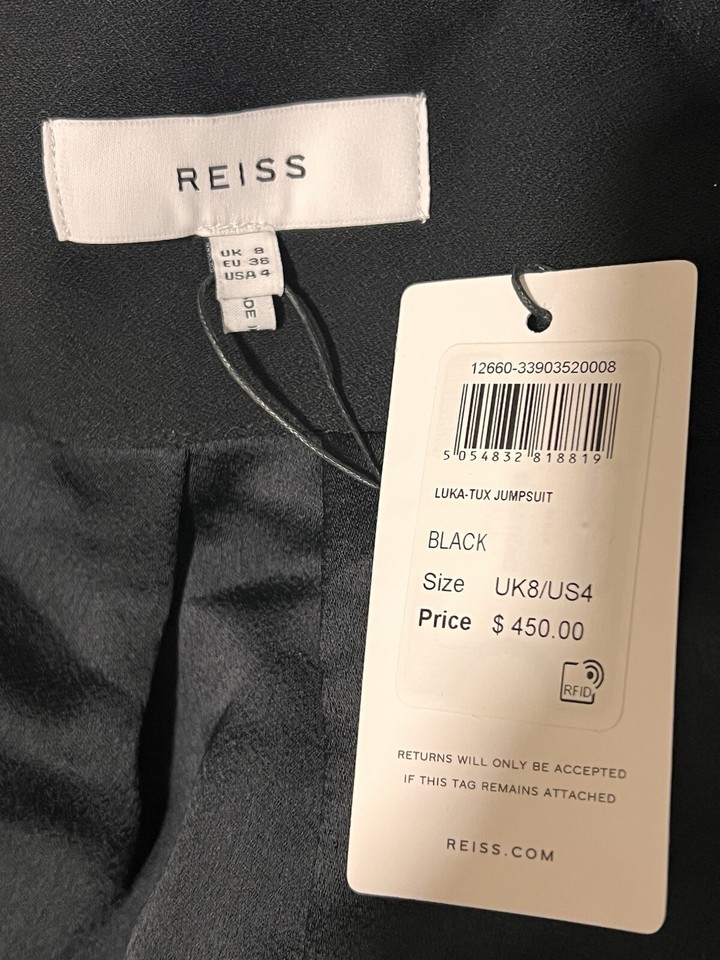 REISS
UK 8
EU 36
USA 4
DE
12660-33903520008
5 054832 818819
LUKA-TUX JUMPSUIT
BLACK
Size UK8/US4
Price $ 450.00
RFID
RETURNS WILL ONLY BE ACCEPTED
IF THIS TAG REMAINS ATTACHED
REISS.COM